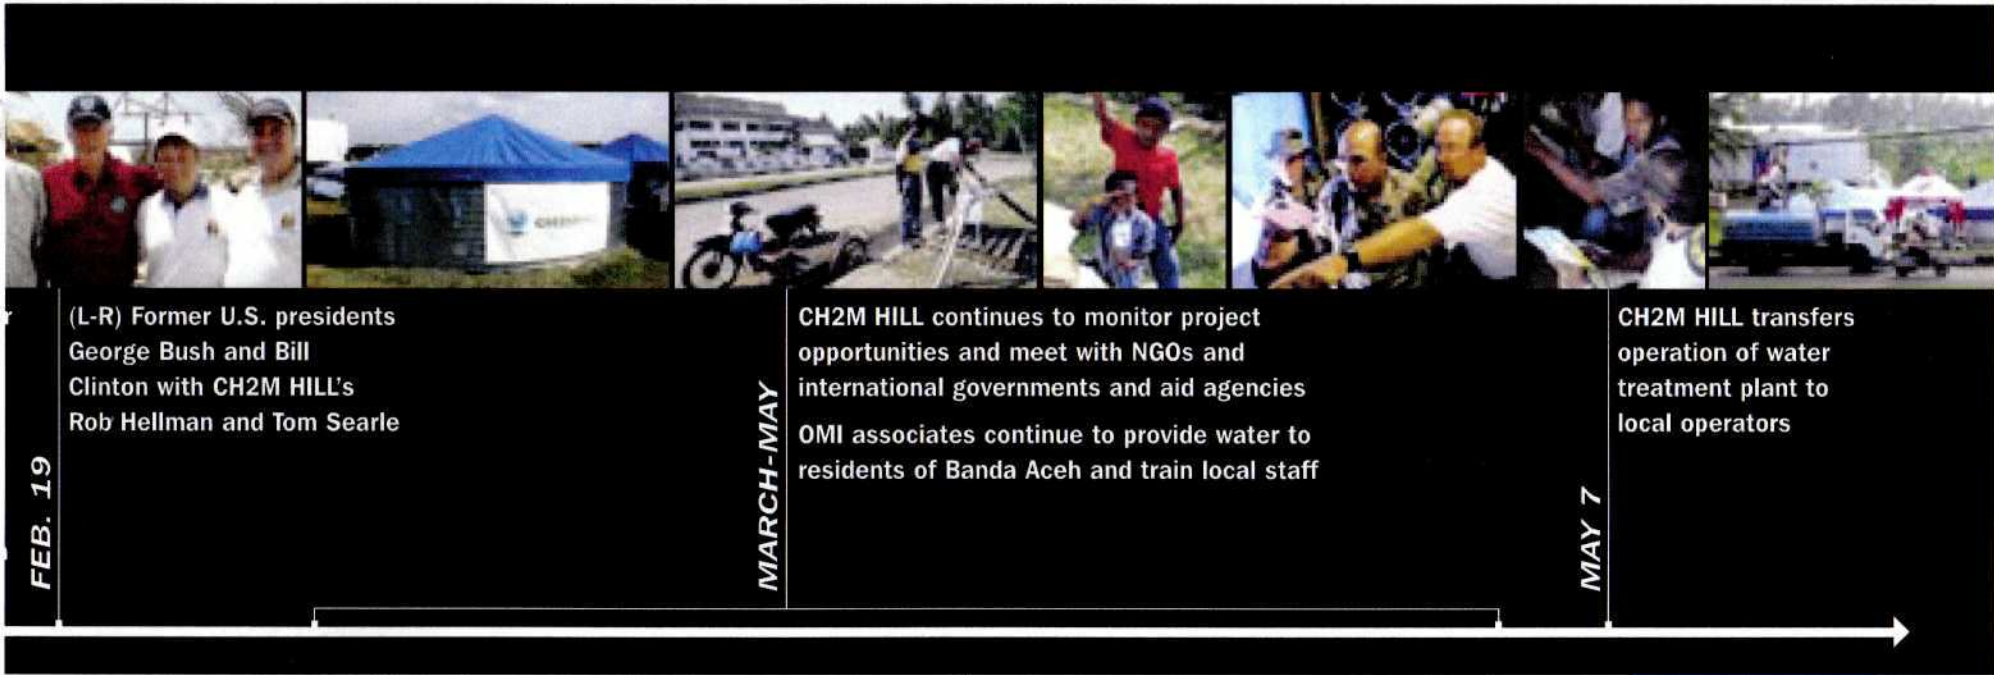 FEB. 19
(L-R) Former U.S. presidents
George Bush and Bill
Clinton with CH2M HILL's
Rob Hellman and Tom Searle
MARCH-MAY
CH2M HILL continues to monitor project
opportunities and meet with NGOs and
international governments and aid agencies
OMI associates continue to provide water to
residents of Banda Aceh and train local staff
MAY 7
CH2M HILL transfers
operation of water
treatment plant to
local operators